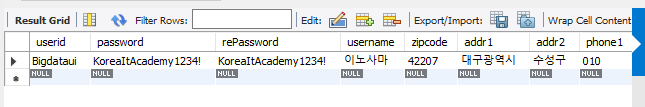 Result Grid Filter Rows: Edit: Export/Import: Wrap Cell Content
userid password rePassword username zipcode addr1 addr2 phone1
Bigdataui KoreaItAcademy1234! KoreaItAcademy1234! 이노사마 42207 대구광역시 수성구 010
NULL NULL NULL NULL NULL NULL NULL NULL